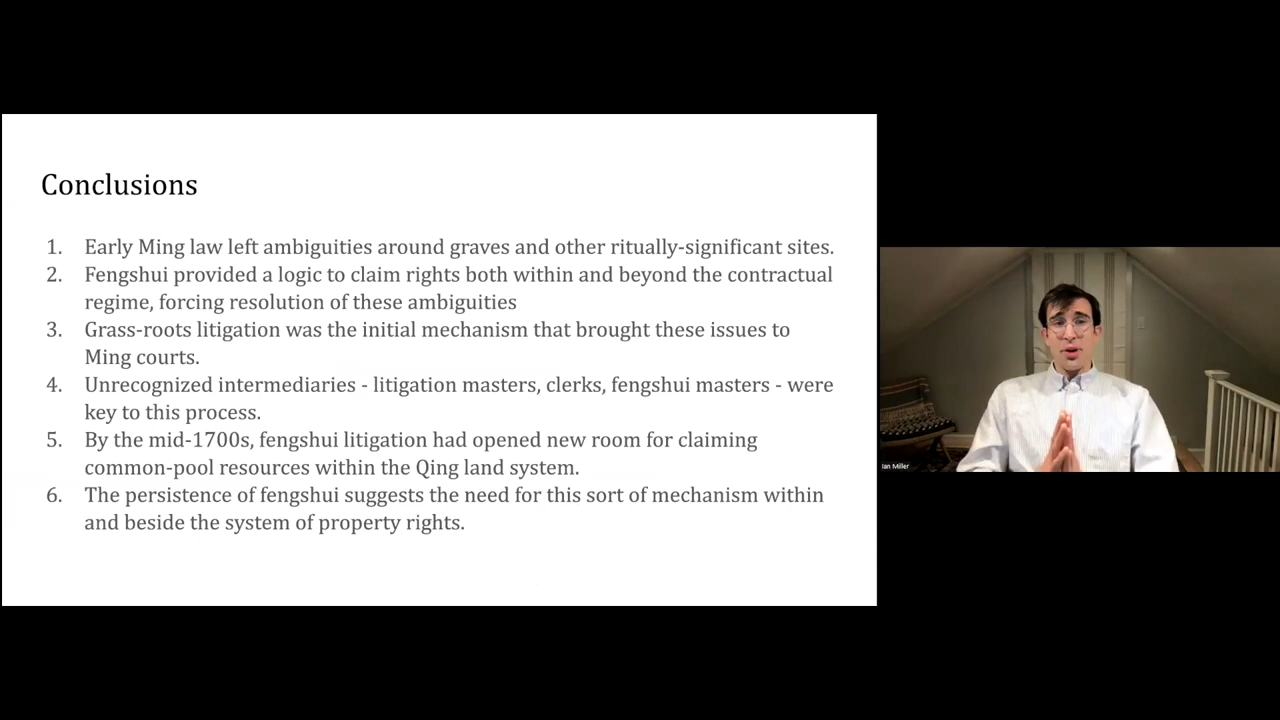 Conclusions
1. Early Ming law left ambiguities around graves and other ritually-significant sites.
2. Fengshui provided a logic to claim rights both within and beyond the contractual
regime, forcing resolution of these ambiguities
3. Grass-roots litigation was the initial mechanism that brought these issues to
Ming courts.
4. Unrecognized intermediaries - litigation masters, clerks, fengshui masters - were
key to this process.
5. By the mid-1700s, fengshui litigation had opened new room for claiming
common-pool resources within the Qing land system.
6. The persistence of fengshui suggests the need for this sort of mechanism within
and beside the system of property rights.
Ian Miller